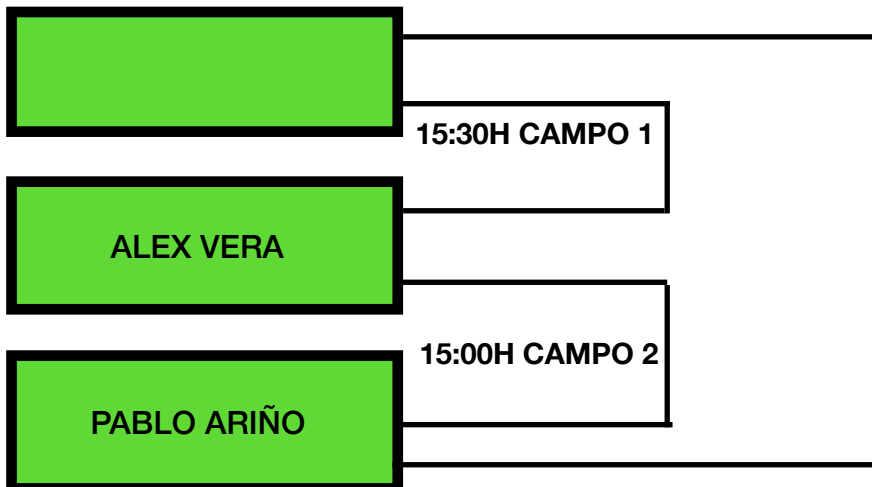 15:30H CAMPO 1
ALEX VERA
15:00H CAMPO 2
PABLO ARIÑO